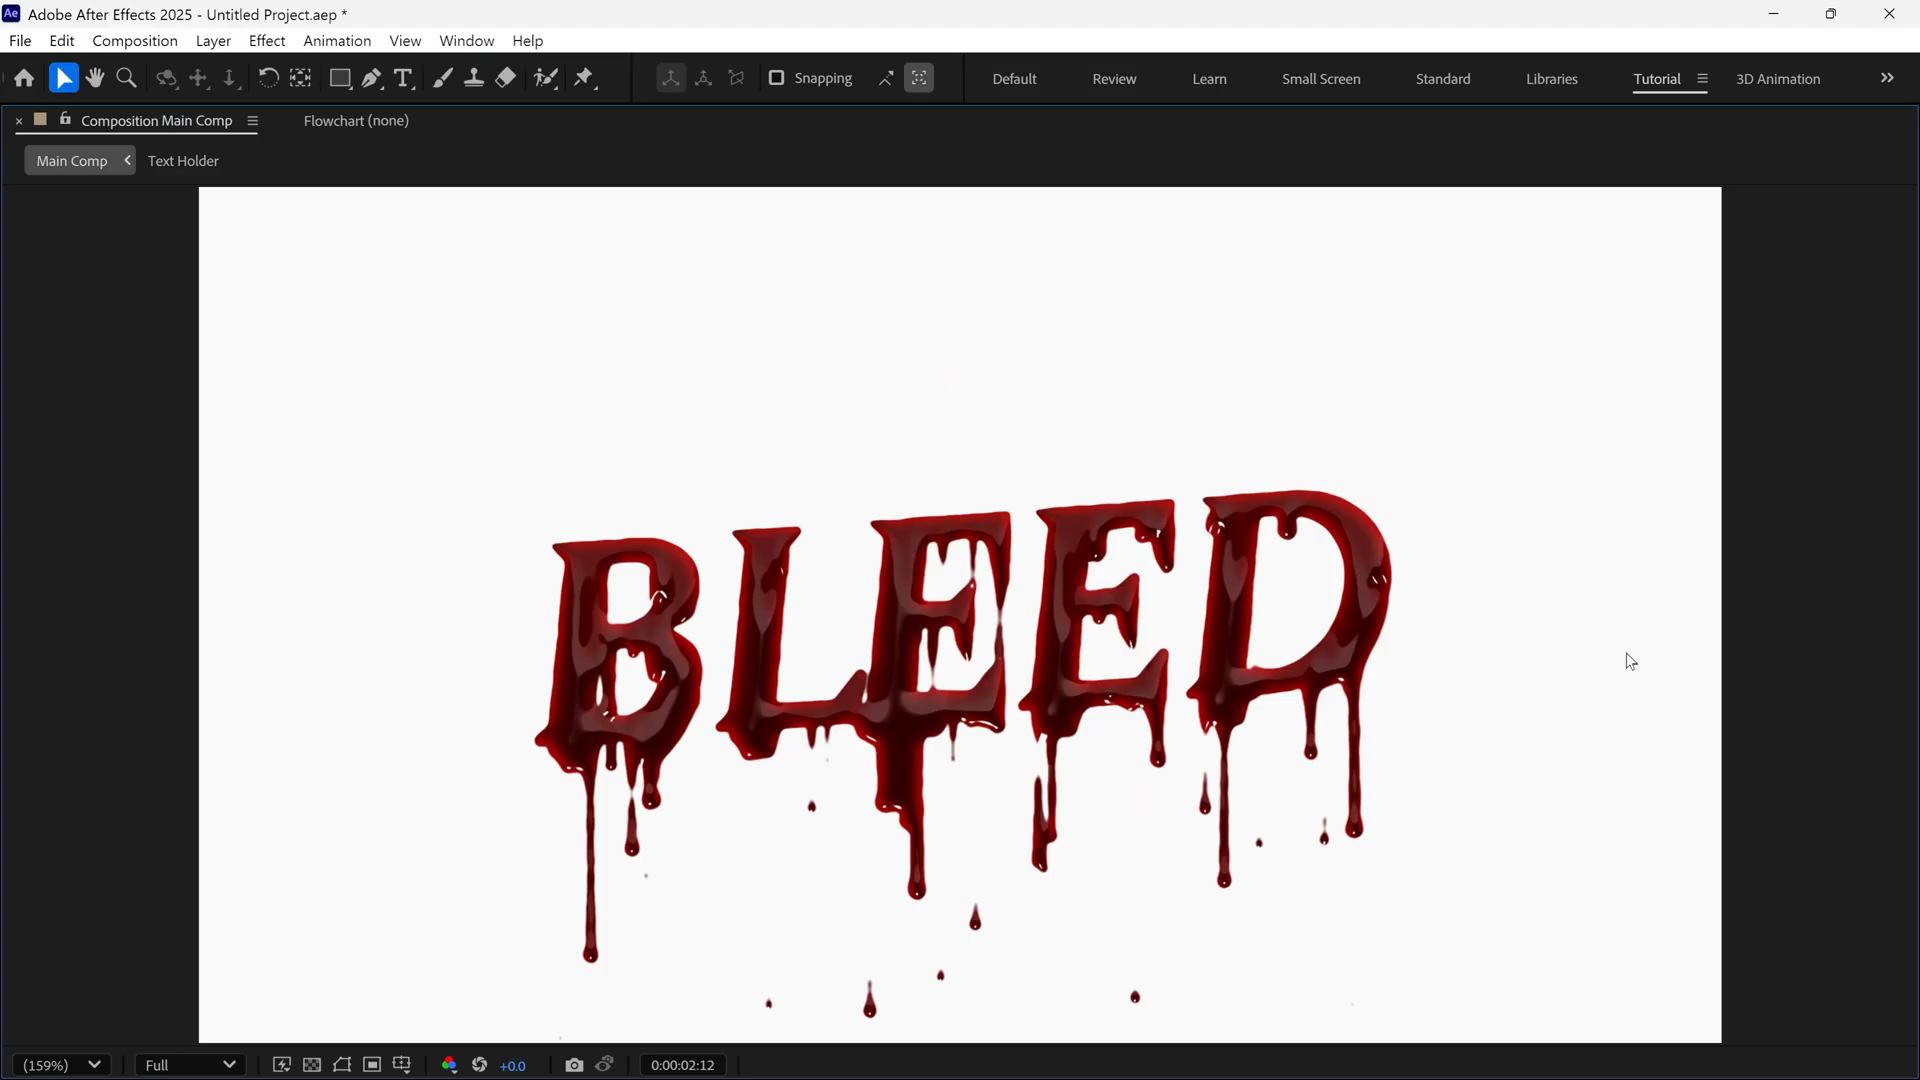 Ae Adobe After Effects 2025 - Untitled Project.aep *
File Edit Composition Layer Effect Animation View Window Help
Snapping Default Review Learn Small Screen Standard Libraries Tutorial 3D Animation
Composition Main Comp Flowchart (none)
Main Comp Text Holder
BLEED
(159%) Full +0.0 0:00:02:12